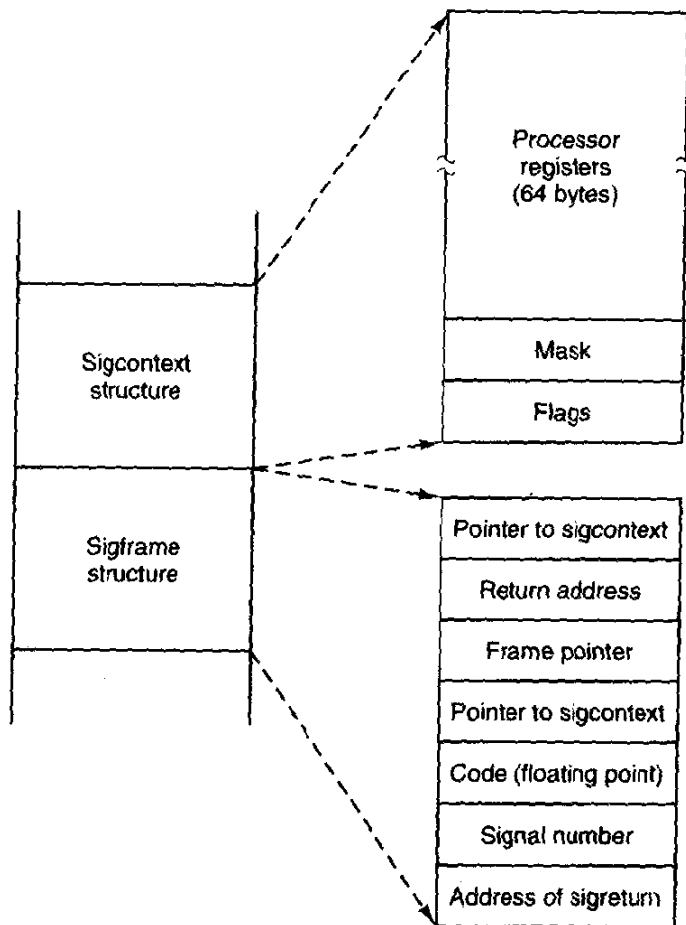 Processor
registers
(64 bytes)
Mask
Flags
Sigcontext
structure
Sigframe
structure
Pointer to sigcontext
Return address
Frame pointer
Pointer to sigcontext
Code (floating point)
Signal number
Address of sigreturn